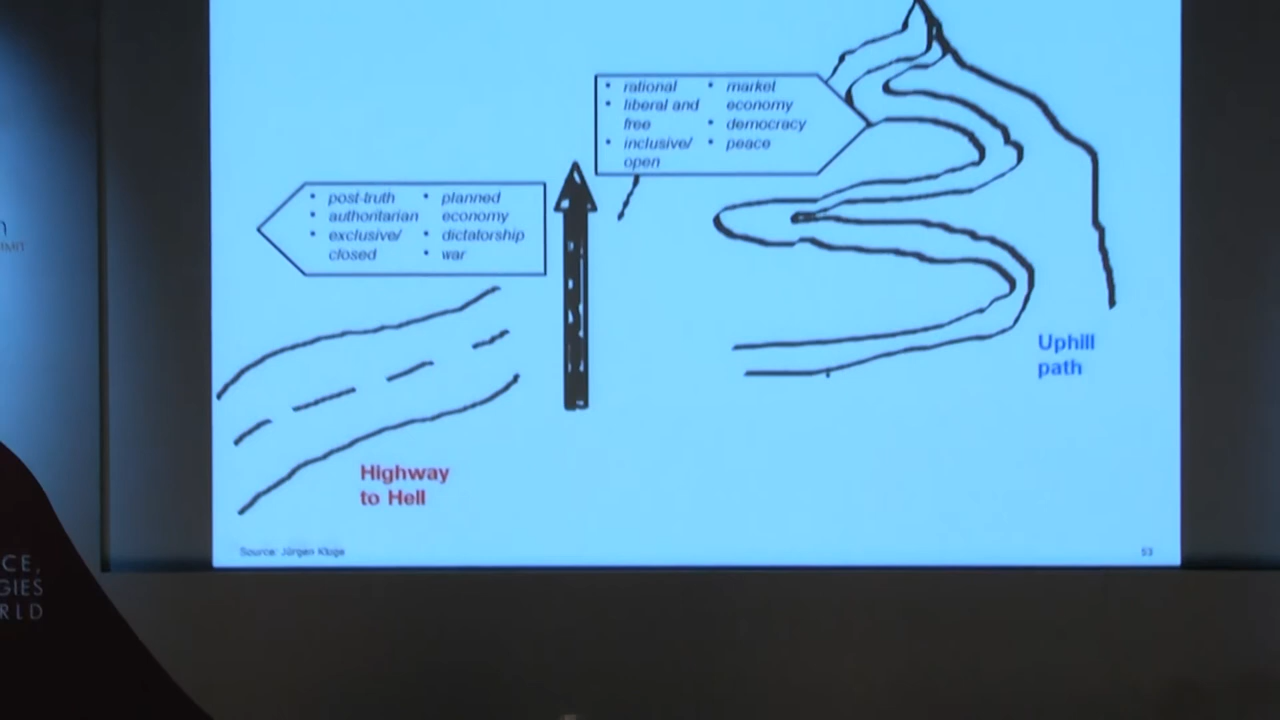 • rational
• liberal and
free
• inclusive/
open
• market
economy
• democracy
• peace
• post-truth
• authoritarian
• exclusive/
closed
• planned
economy
• dictatorship
• war
Uphill
path
Highway
to Hell
Source: Jürgen Kluge
53
CE,
GIES
RLD